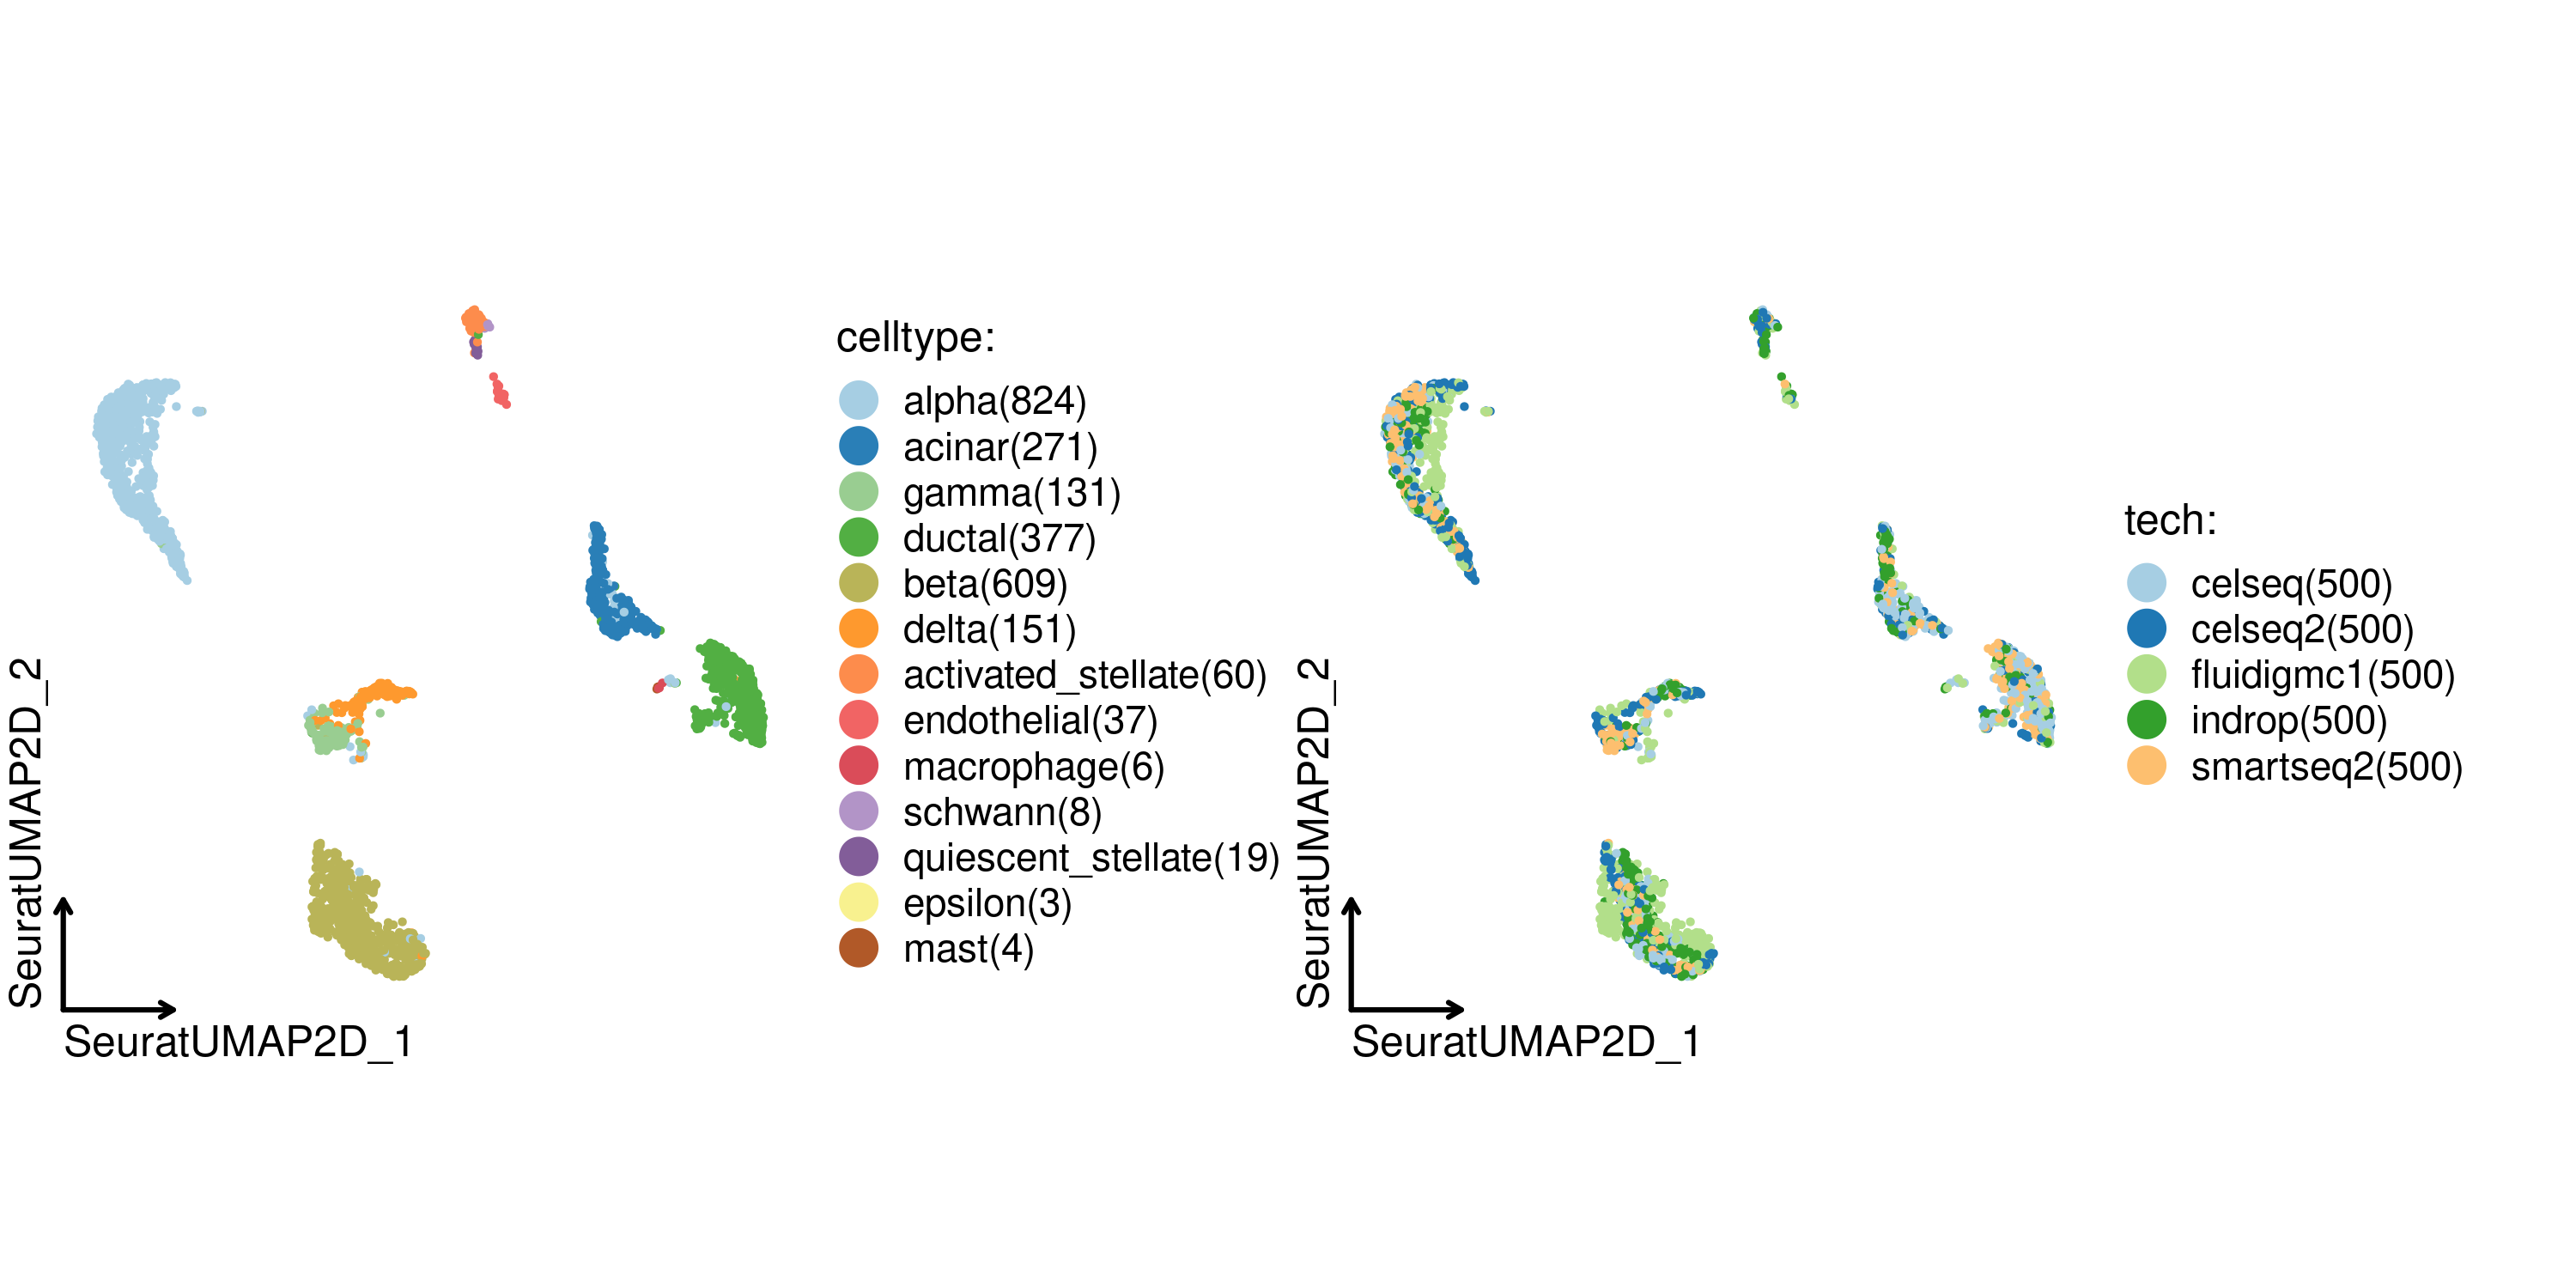 celltype:
alpha(824)
acinar(271)
gamma(131)
ductal(377)
beta(609)
delta(151)
activated_stellate(60)
endothelial(37)
macrophage(6)
schwann(8)
quiescent_stellate(19)
epsilon(3)
mast(4)
SeuratUMAP2D_2
SeuratUMAP2D_1
tech:
celseq(500)
celseq2(500)
fluidigmc1(500)
indrop(500)
smartseq2(500)
SeuratUMAP2D_2
SeuratUMAP2D_1